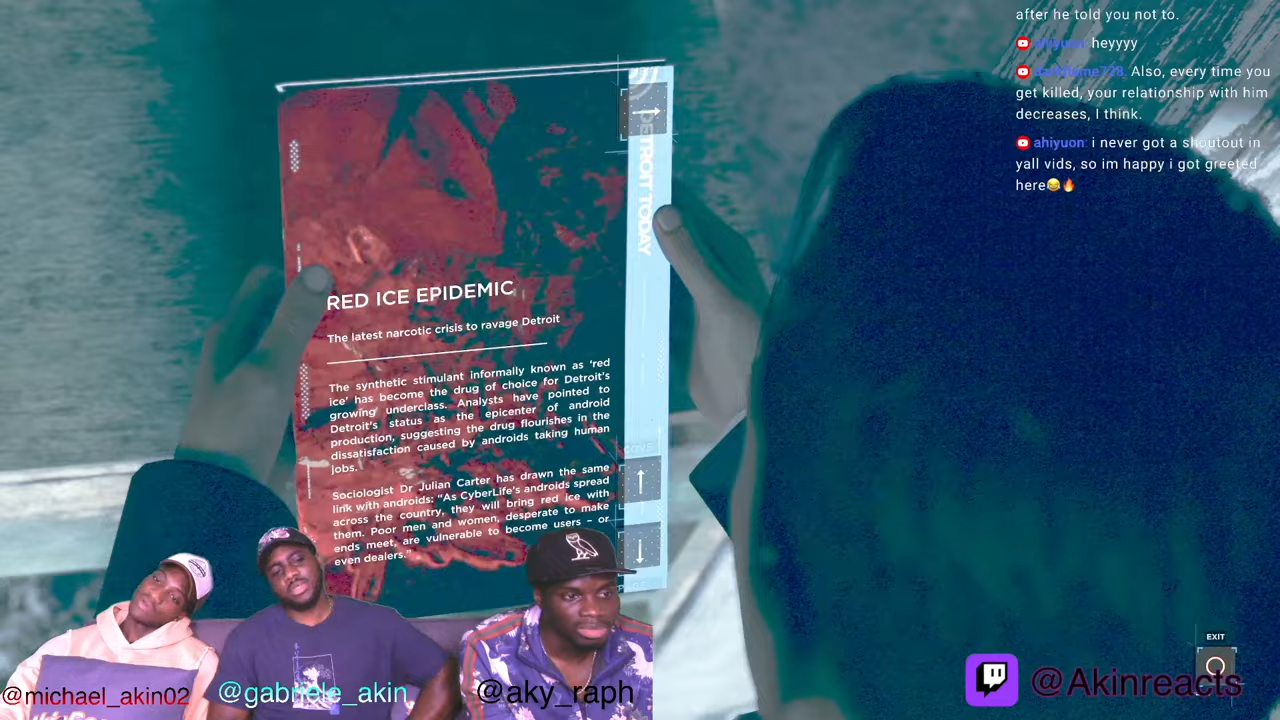 after he told you not to.
ahiyuon: heyyyy
darkflame728: Also, every time you
get killed, your relationship with him
decreases, I think.
ahiyuon: i never got a shoutout in
yall vids, so im happy i got greeted
here😂🔥
DETROIT TODAY
RED ICE EPIDEMIC
The latest narcotic crisis to ravage Detroit
The synthetic stimulant informally known as ‘red
ice’ has become the drug of choice for Detroit’s
growing underclass. Analysts have pointed to
Detroit’s status as the epicenter of android
production, suggesting the drug flourishes in the
dissatisfaction caused by androids taking human
jobs.
Sociologist Dr Julian Carter has drawn the same
link with androids: “As CyberLife’s androids spread
across the country, they will bring red ice with
them. Poor men and women, desperate to make
ends meet, are vulnerable to become users – or
even dealers.”
EXIT
@michael_akin02
@gabriele_akin
@aky_raph
@Akinreacts